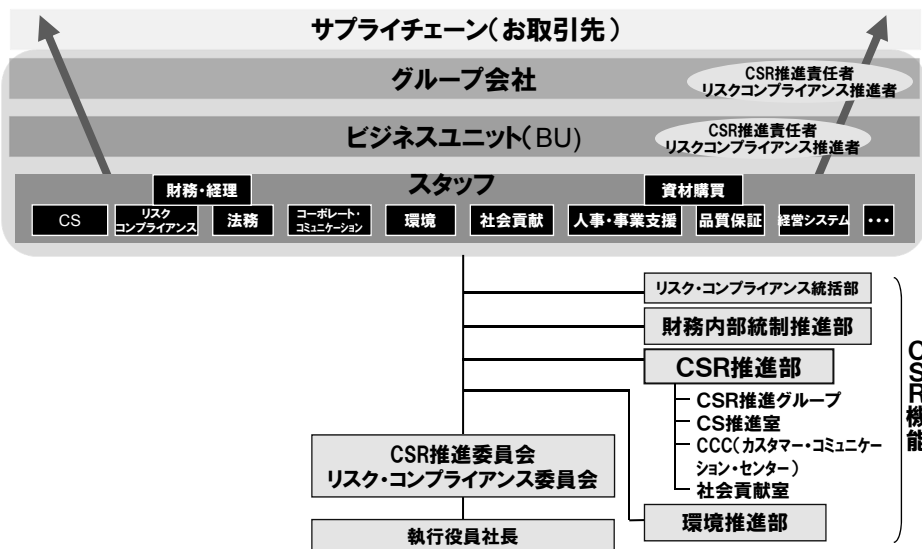 サプライチェーン(お取引先)
グループ会社
CSR推進責任者
リスクコンプライアンス推進者
ビジネスユニット(BU)
CSR推進責任者
リスクコンプライアンス推進者
スタッフ
財務・経理
資材購買
CS
リスク
コンプライアンス
法務
コーポレート・
コミュニケーション
環境
社会貢献
人事・事業支援
品質保証
経営システム
・・・
リスク・コンプライアンス統括部
財務内部統制推進部
CSR推進部
CSR推進グループ
CS推進室
CCC(カスタマー・コミュニケー
ション・センター)
社会貢献室
環境推進部
CSR機能
CSR推進委員会
リスク・コンプライアンス委員会
執行役員社長